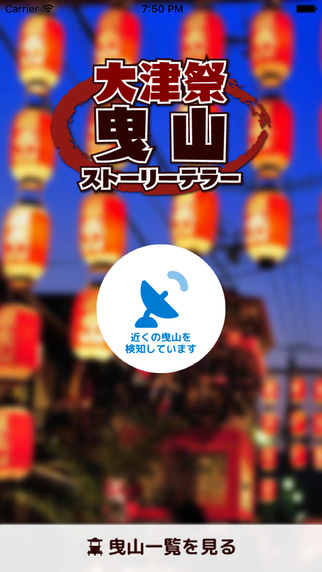 Carrier 7:50 PM
大津祭
曳山
ストーリーテラー
近くの曳山を
検知しています
曳山一覧を見る